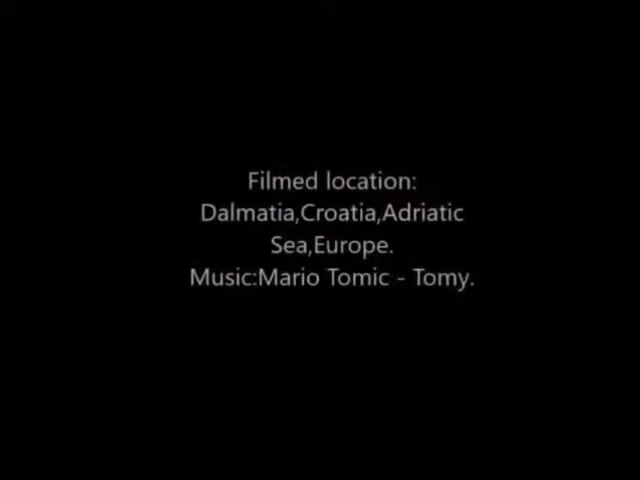 Filmed location:
Dalmatia,Croatia,Adriatic
Sea,Europe.
Music:Mario Tomic - Tomy.